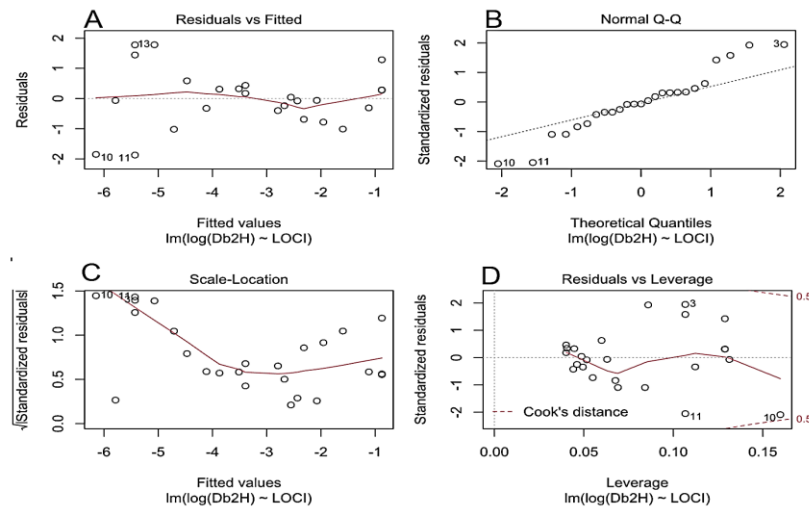 A
Residuals vs Fitted
Residuals
2
1
0
-1
-2
13
10
11
-6 -5 -4 -3 -2 -1
Fitted values
lm(log(Db2H) ~ LOCI)
B
Normal Q-Q
Standardized residuals
2
1
0
-1
-2
3
10
11
-2 -1 0 1 2
Theoretical Quantiles
lm(log(Db2H) ~ LOCI)
C
Scale-Location
√|Standardized residuals|
1.5
1.0
0.5
0.0
10
13
-6 -5 -4 -3 -2 -1
Fitted values
lm(log(Db2H) ~ LOCI)
D
Residuals vs Leverage
Standardized residuals
2
1
0
-1
-2
3
0.5
11
10
0.5
Cook's distance
0.00 0.05 0.10 0.15
Leverage
lm(log(Db2H) ~ LOCI)